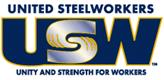 UNITED STEELWORKERS
USW
UNITY AND STRENGTH FOR WORKERS